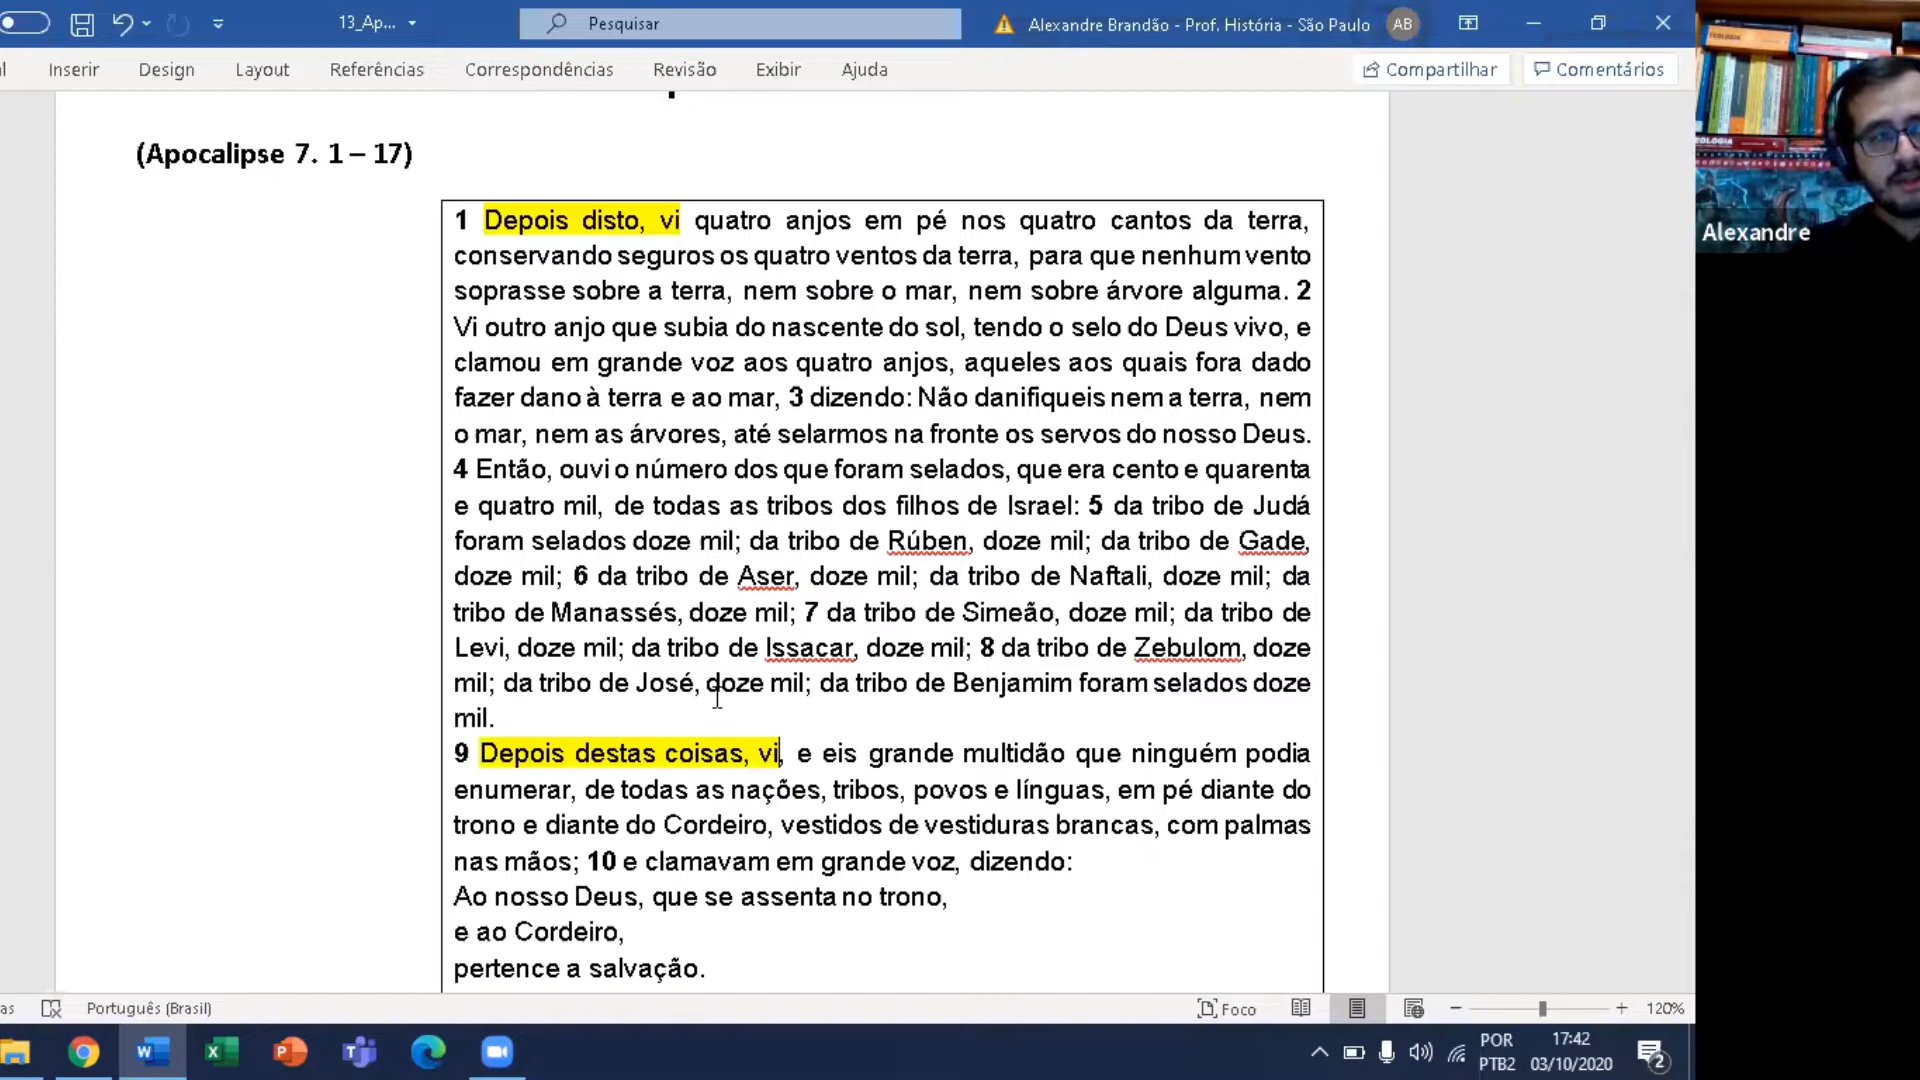 13_Ap...
Pesquisar
Alexandre Brandão - Prof. História - São Paulo
AB
Inserir
Design
Layout
Referências
Correspondências
Revisão
Exibir
Ajuda
Compartilhar
Comentários
(Apocalipse 7. 1 – 17)
1 Depois disto, vi quatro anjos em pé nos quatro cantos da terra,
conservando seguros os quatro ventos da terra, para que nenhum vento
soprasse sobre a terra, nem sobre o mar, nem sobre árvore alguma. 2
Vi outro anjo que subia do nascente do sol, tendo o selo do Deus vivo, e
clamou em grande voz aos quatro anjos, aqueles aos quais fora dado
fazer dano à terra e ao mar, 3 dizendo: Não danifiqueis nem a terra, nem
o mar, nem as árvores, até selarmos na fronte os servos do nosso Deus.
4 Então, ouvi o número dos que foram selados, que era cento e quarenta
e quatro mil, de todas as tribos dos filhos de Israel: 5 da tribo de Judá
foram selados doze mil; da tribo de Rúben, doze mil; da tribo de Gade,
doze mil; 6 da tribo de Aser, doze mil; da tribo de Naftali, doze mil; da
tribo de Manassés, doze mil; 7 da tribo de Simeão, doze mil; da tribo de
Levi, doze mil; da tribo de Issacar, doze mil; 8 da tribo de Zebulom, doze
mil; da tribo de José, doze mil; da tribo de Benjamim foram selados doze
mil.
9 Depois destas coisas, vi, e eis grande multidão que ninguém podia
enumerar, de todas as nações, tribos, povos e línguas, em pé diante do
trono e diante do Cordeiro, vestidos de vestiduras brancas, com palmas
nas mãos; 10 e clamavam em grande voz, dizendo:
Ao nosso Deus, que se assenta no trono,
e ao Cordeiro,
pertence a salvação.
Alexandre
as
Português (Brasil)
Foco
120%
POR
PTB2
17:42
03/10/2020
2